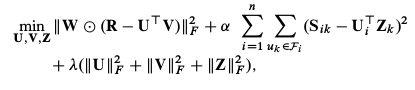 min_{U,V,Z} ‖W ⊙ (R − U^⊤V)‖_F^2 + α ∑_{i=1}^{n} ∑_{u_k∈𝓕_i} (S_{ik} − U_i^⊤Z_k)^2
+ λ(‖U‖_F^2 + ‖V‖_F^2 + ‖Z‖_F^2),